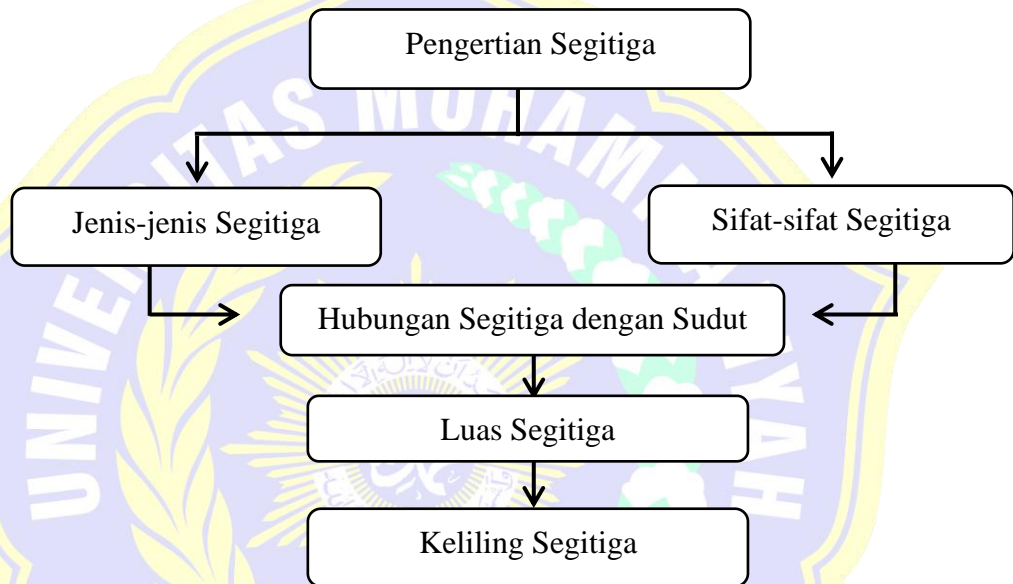 Pengertian Segitiga
Jenis-jenis Segitiga
Sifat-sifat Segitiga
Hubungan Segitiga dengan Sudut
Luas Segitiga
Keliling Segitiga